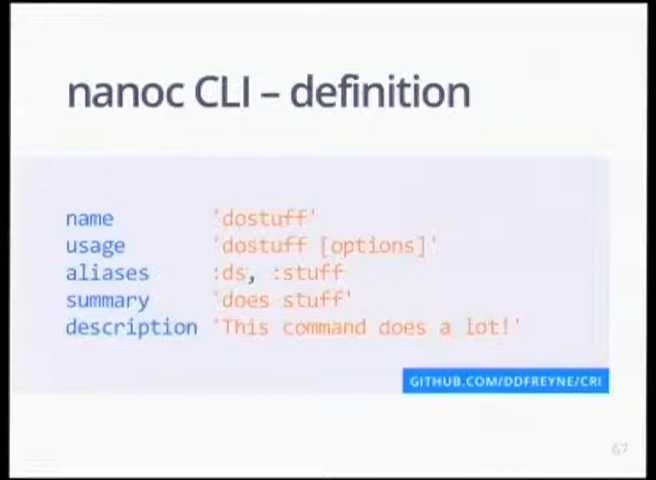 nanoc CLI – definition
name 'dostuff'
usage 'dostuff [options]'
aliases :ds, :stuff
summary 'does stuff'
description 'This command does a lot!'
GITHUB.COM/DDFREYNE/CRI
67